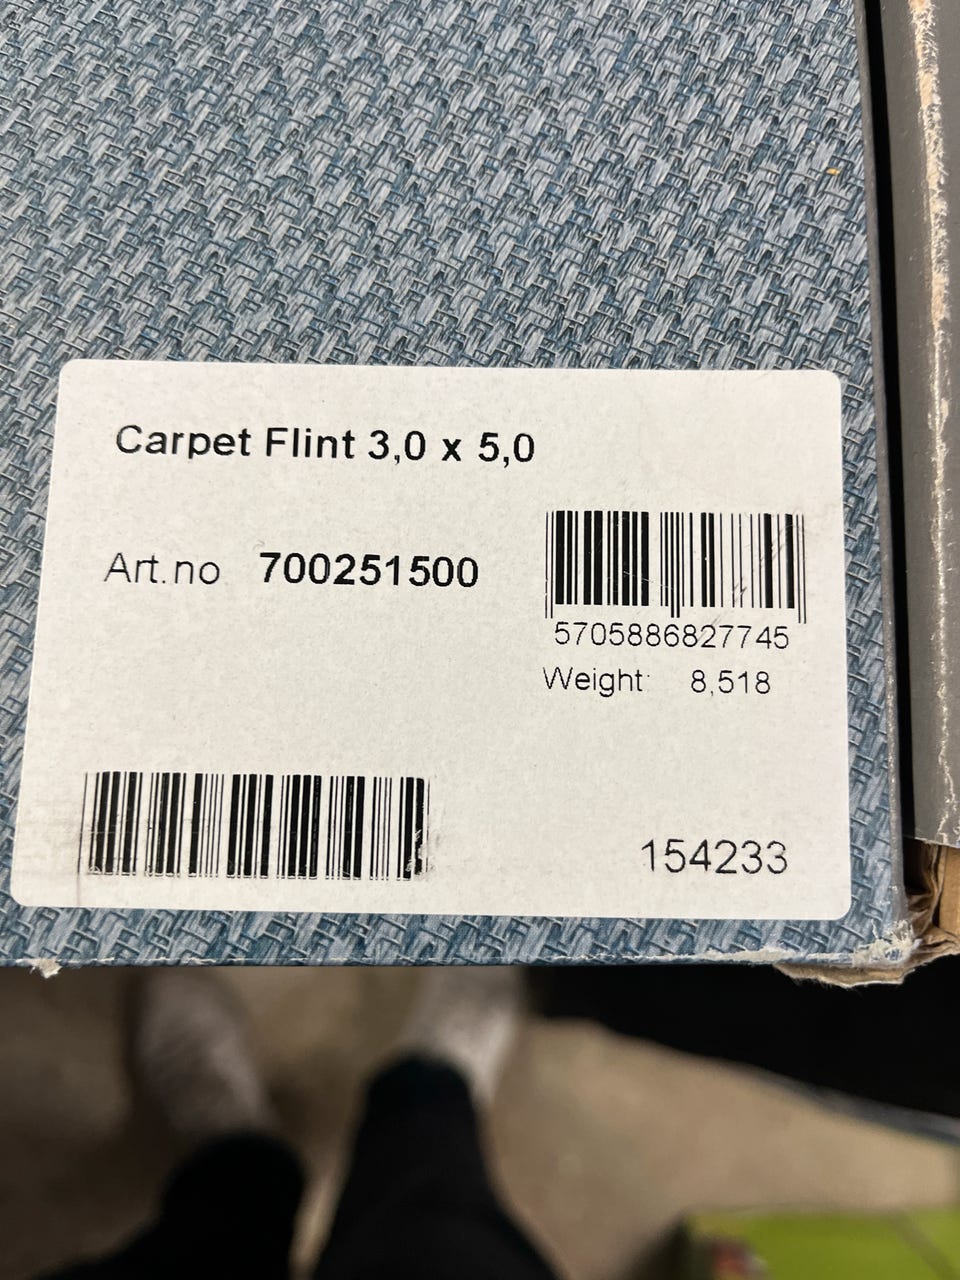 Carpet Flint 3,0 x 5,0
Art.no 700251500
5705886827745
Weight: 8,518
154233